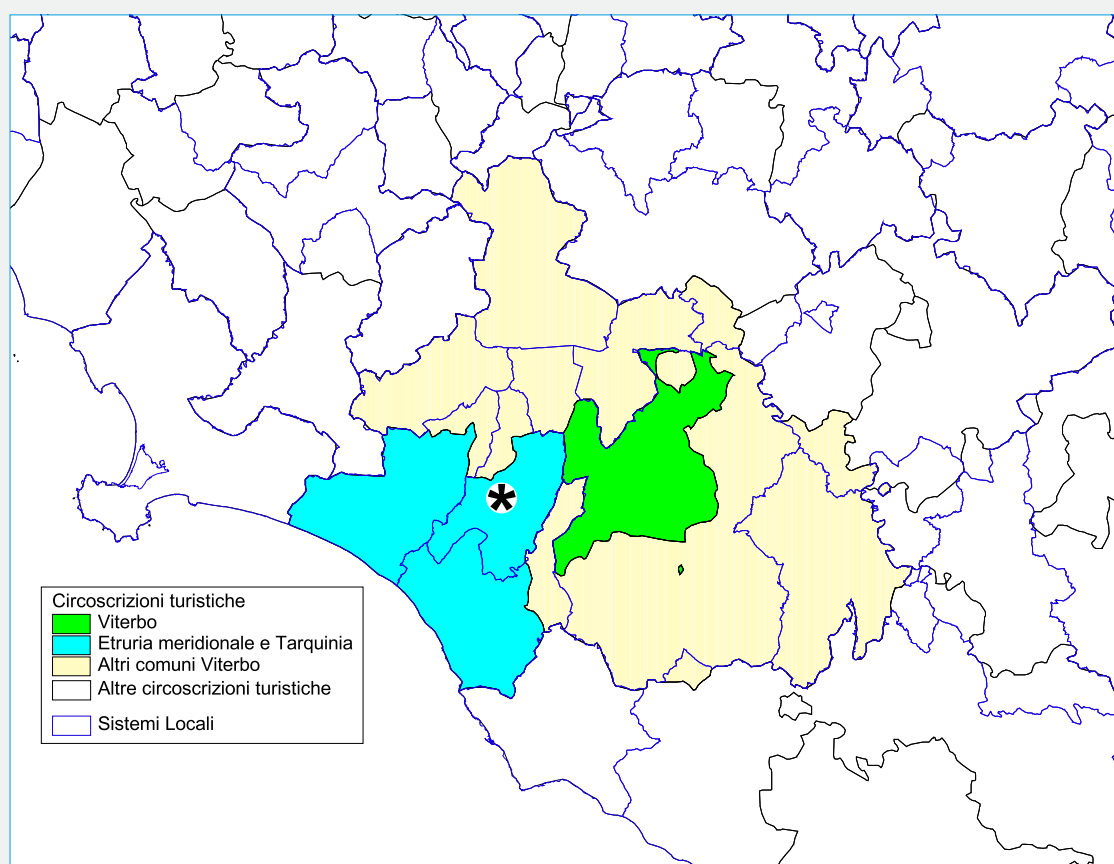 *
Circoscrizioni turistiche
Viterbo
Etruria meridionale e Tarquinia
Altri comuni Viterbo
Altre circoscrizioni turistiche
Sistemi Locali